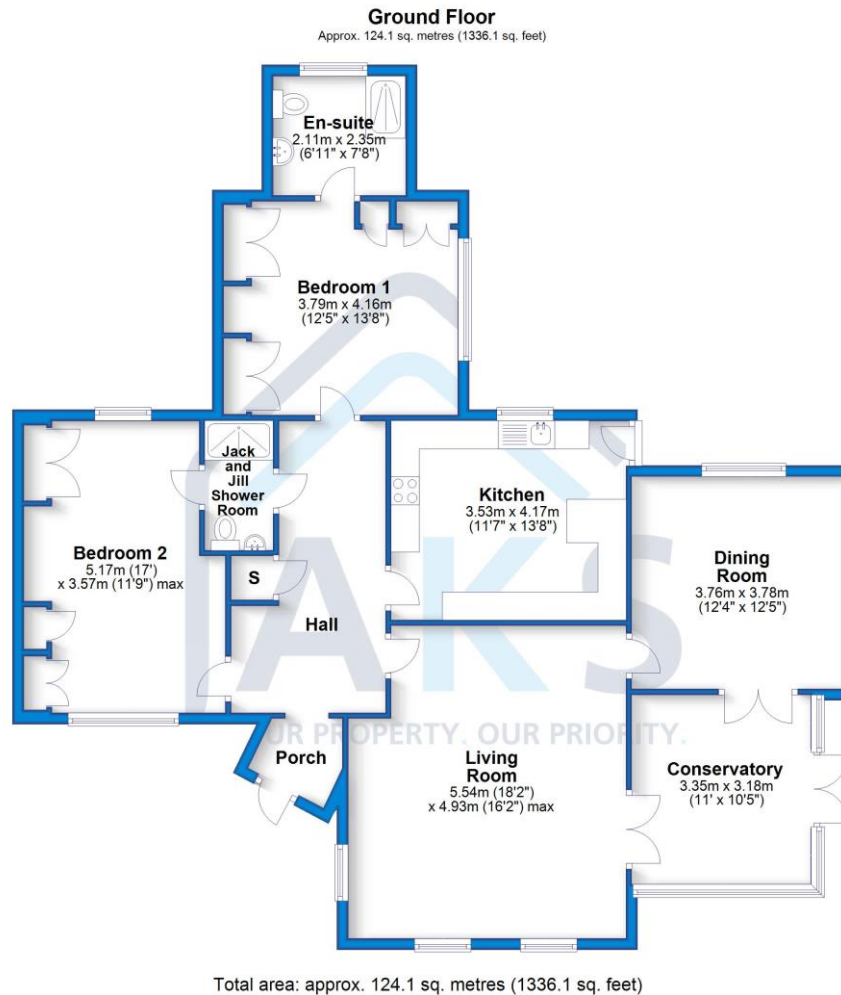 Ground Floor
Approx. 124.1 sq. metres (1336.1 sq. feet)
En-suite
2.11m x 2.35m
(6'11" x 7'8")
Bedroom 1
3.79m x 4.16m
(12'5" x 13'8")
Jack
and
Jill
Shower
Room
Kitchen
3.53m x 4.17m
(11'7" x 13'8")
Bedroom 2
5.17m (17')
x 3.57m (11'9") max
S
Hall
Dining
Room
3.76m x 3.78m
(12'4" x 12'5")
AKS
OUR PROPERTY. OUR PRIORITY.
Porch
Living
Room
5.54m (18'2")
x 4.93m (16'2") max
Conservatory
3.35m x 3.18m
(11' x 10'5")
Total area: approx. 124.1 sq. metres (1336.1 sq. feet)